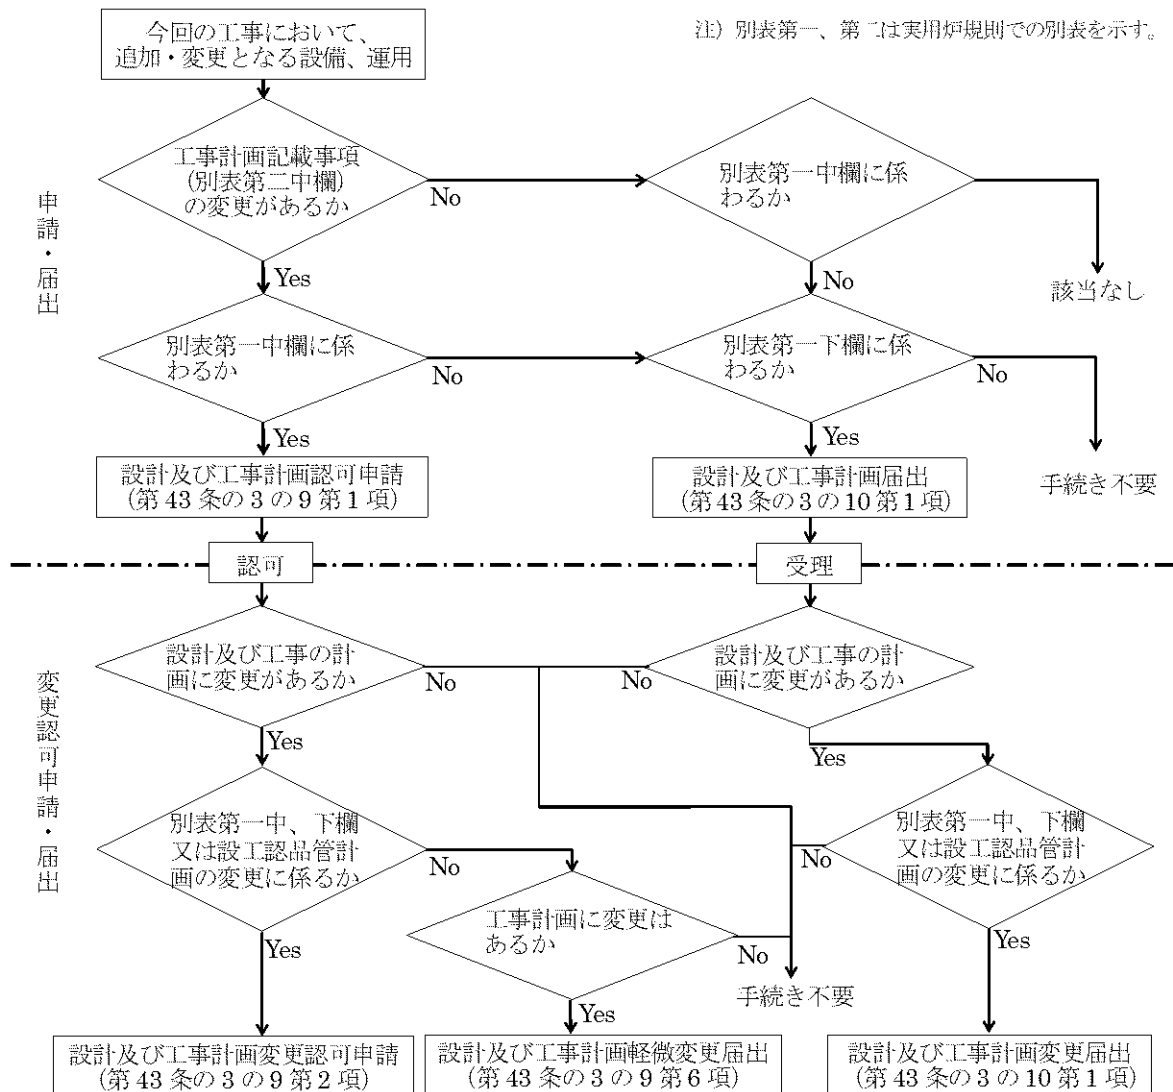 今回の工事において、
追加・変更となる設備、運用
注）別表第一、第二は実用炉規則での別表を示す。
申請・届出
工事計画記載事項
(別表第二中欄)
の変更があるか
No
別表第一中欄に係
わるか
Yes
No
該当なし
別表第一中欄に係
わるか
No
別表第一下欄に係
わるか
No
Yes
Yes
設計及び工事計画認可申請
(第 43 条の 3 の 9 第 1 項)
設計及び工事計画届出
(第 43 条の 3 の 10 第 1 項)
手続き不要
認可
受理
変更認可申請・届出
設計及び工事の計
画に変更があるか
No
No
設計及び工事の計
画に変更があるか
Yes
Yes
別表第一中、下欄
又は設工認品管計
画の変更に係るか
No
No
別表第一中、下欄
又は設工認品管計
画の変更に係るか
工事計画に変更は
あるか
No
Yes
Yes
手続き不要
Yes
設計及び工事計画変更認可申請
(第 43 条の 3 の 9 第 2 項)
設計及び工事計画軽微変更届出
(第 43 条の 3 の 9 第 6 項)
設計及び工事計画変更届出
(第 43 条の 3 の 10 第 1 項)